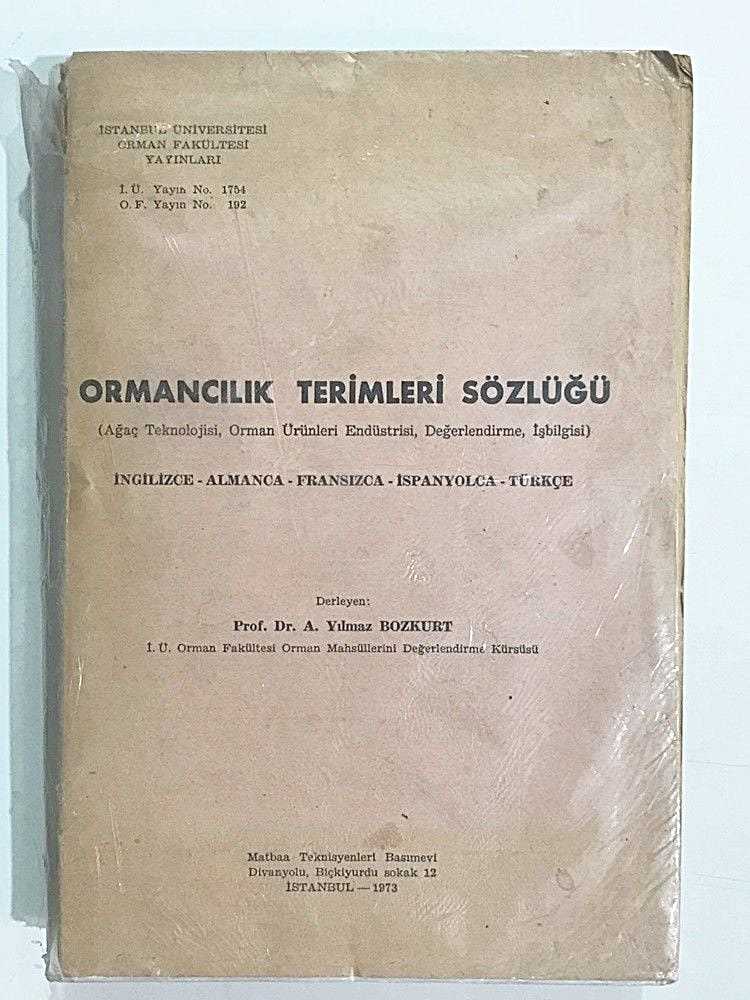 İSTANBUL ÜNİVERSİTESİ
ORMAN FAKÜLTESİ
YAYINLARI
İ. Ü. Yayın No. 1754
O. F. Yayın No. 192
ORMANCILIK TERİMLERİ SÖZLÜĞÜ
(Ağaç Teknolojisi, Orman Ürünleri Endüstrisi, Değerlendirme, İşbilgisi)
İNGİLİZCE - ALMANCA - FRANSIZCA - İSPANYOLCA - TÜRKÇE
Derleyen:
Prof. Dr. A. Yılmaz BOZKURT
İ. Ü. Orman Fakültesi Orman Mahsüllerini Değerlendirme Kürsüsü
Matbaa Teknisyenleri Basımevi
Divanyolu, Biçkiyurdu sokak 12
İSTANBUL — 1973